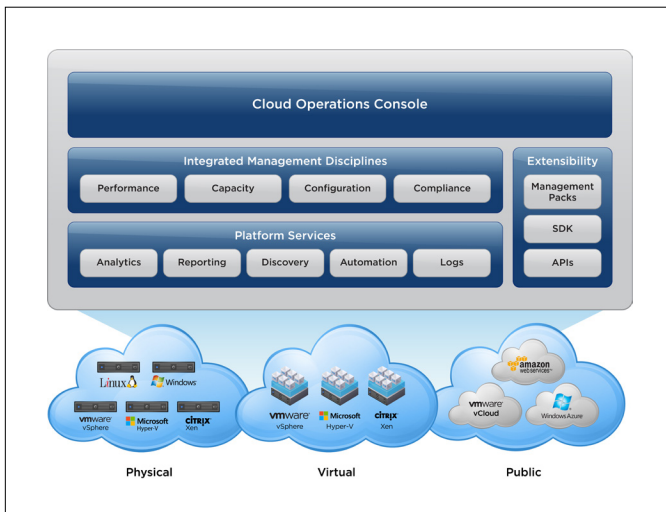 Cloud Operations Console
Integrated Management Disciplines
Performance
Capacity
Configuration
Compliance
Extensibility
Management
Packs
SDK
APIs
Platform Services
Analytics
Reporting
Discovery
Automation
Logs
Linux
Windows
vmware
vSphere
Microsoft
Hyper-V
CITRIX
Xen
vmware
vSphere
Microsoft
Hyper-V
CITRIX
Xen
amazon
webservices™
vmware
vCloud
Windows Azure
Physical
Virtual
Public